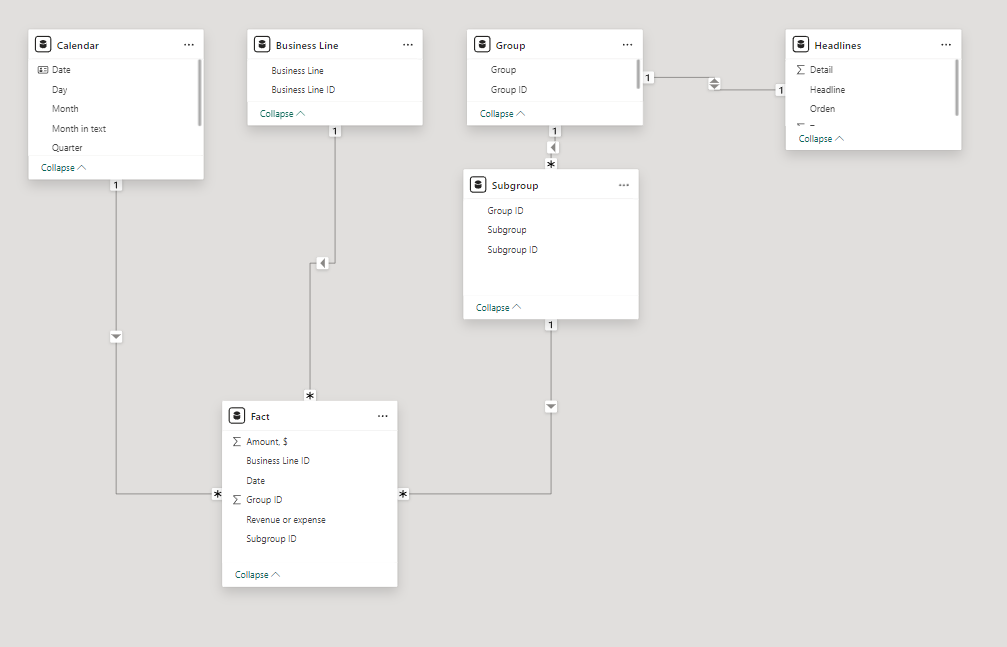 Calendar
Date
Day
Month
Month in text
Quarter
Collapse
1
Business Line
Business Line
Business Line ID
Collapse
1
Group
Group
Group ID
Collapse
1
1
Headlines
Σ Detail
Headline
Orden
Collapse
1
*
Subgroup
Group ID
Subgroup
Subgroup ID
Collapse
1
*
Fact
Σ Amount, $
Business Line ID
Date
Σ Group ID
Revenue or expense
Subgroup ID
Collapse
*
*